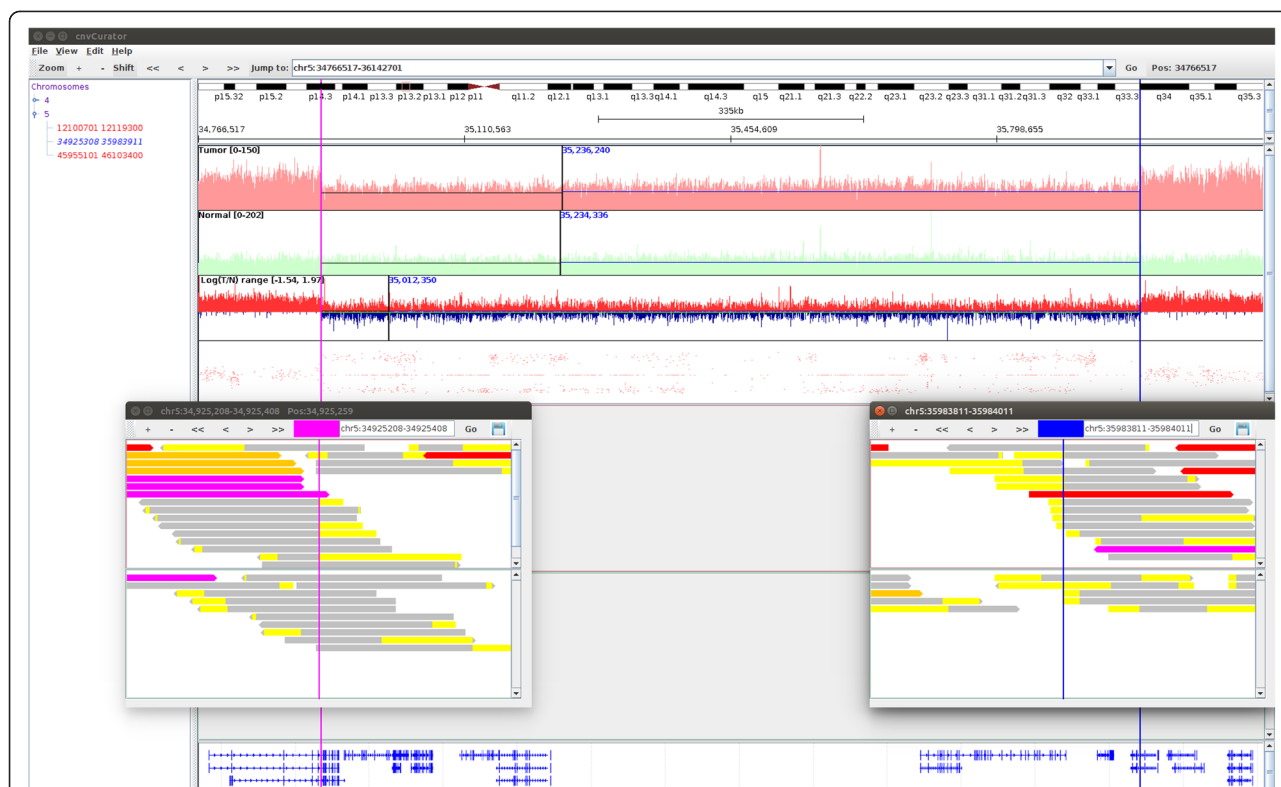 cnvCurator
File View Edit Help
Zoom + - Shift << < > >> Jump to: chr5:34766517-36142701 Go Pos: 34766517
Chromosomes
4
5
12100701 12119300
34925308 35983911
45955101 46103400
p15.32 p15.2 p14.3 p14.1 p13.3 p13.2 p13.1 p12 p11 q11.2 q12.1 q13.1 q13.3 q14.1 q14.3 q15 q21.1 q21.3 q22.2 q23.1 q23.2 q23.3 q31.1 q31.2 q31.3 q32 q33.1 q33.3 q34 q35.1 q35.3
335kb
34,766,517 35,110,563 35,454,609 35,798,655
Tumor [0-150] 35,236,240
Normal [0-202] 35,234,336
Log(T/N) range [-1.54, 1.97] 35,012,350
chr5:34,925,208-34,925,408 Pos:34,925,259
+ - << < > >> chr5:34925208-34925408 Go
chr5:35983811-35984011
+ - << < > >> chr5:35983811-35984011 Go